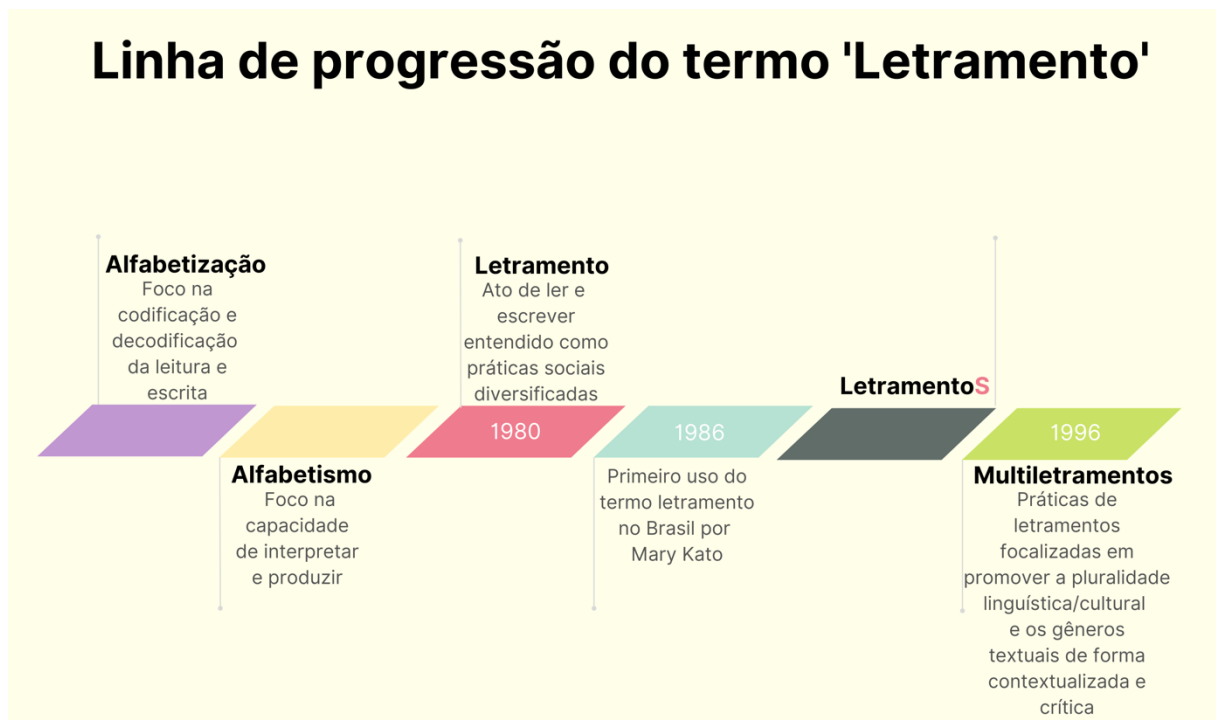 Linha de progressão do termo 'Letramento'
Alfabetização
Foco na
codificação e
decodificação
da leitura e
escrita
Alfabetismo
Foco na
capacidade
de interpretar
e produzir
Letramento
Ato de ler e
escrever
entendido como
práticas sociais
diversificadas
1980
1986
Primeiro uso do
termo letramento
no Brasil por
Mary Kato
LetramentoS
1996
Multiletramentos
Práticas de
letramentos
focalizadas em
promover a pluralidade
linguística/cultural
e os gêneros
textuais de forma
contextualizada e
crítica